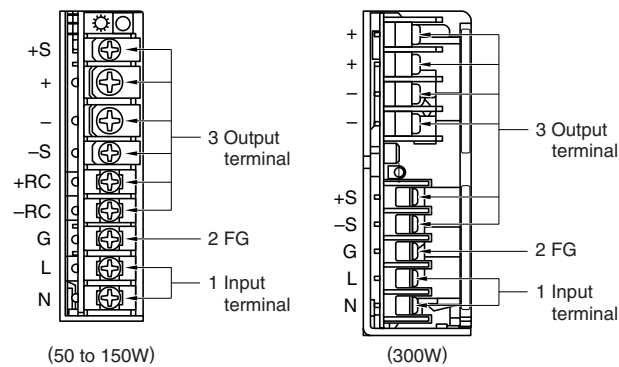 +S
+
–
–S
+RC
–RC
G
L
N
3 Output
terminal
2 FG
1 Input
terminal
(50 to 150W)
+
+
–
–
+S
–S
G
L
N
3 Output
terminal
2 FG
1 Input
terminal
(300W)